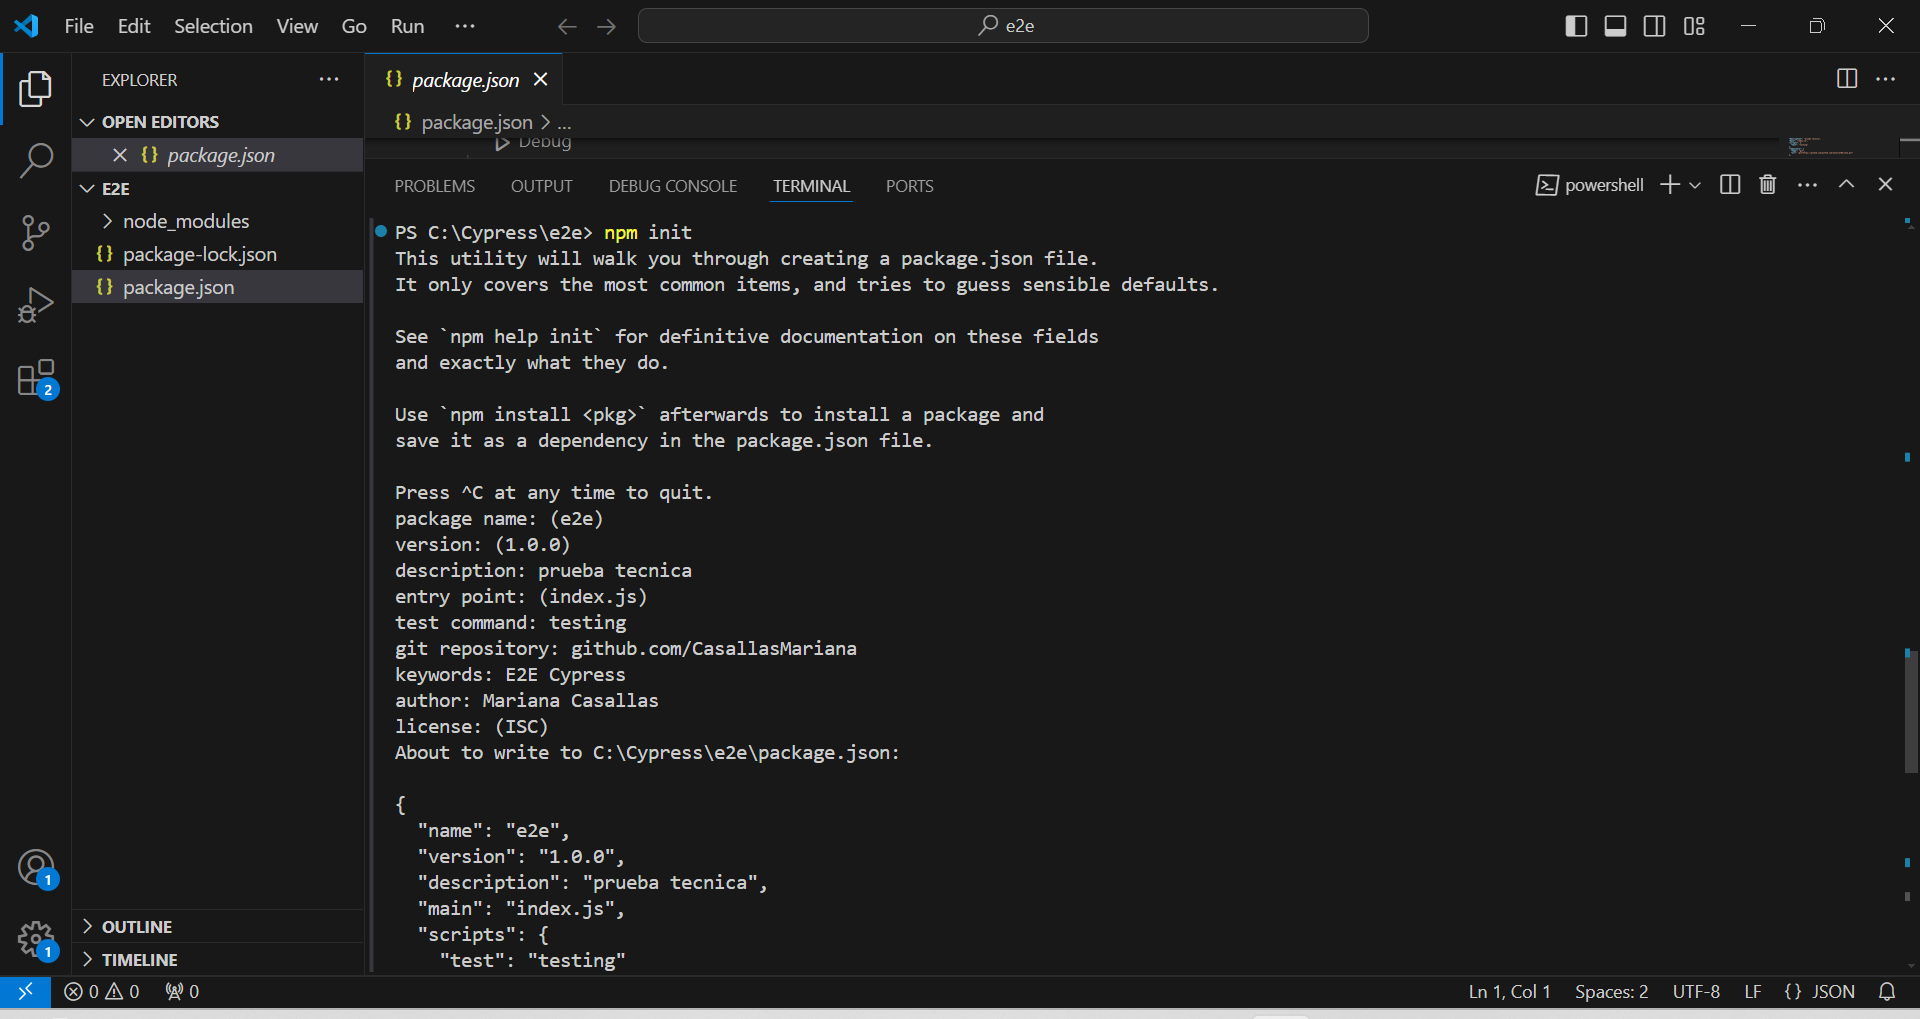 File Edit Selection View Go Run ··· e2e
EXPLORER ···
OPEN EDITORS
{} package.json
E2E
node_modules
{} package-lock.json
{} package.json
OUTLINE
TIMELINE
{} package.json
{} package.json > ...
Debug
PROBLEMS OUTPUT DEBUG CONSOLE TERMINAL PORTS powershell
PS C:\Cypress\e2e> npm init
This utility will walk you through creating a package.json file.
It only covers the most common items, and tries to guess sensible defaults.
See `npm help init` for definitive documentation on these fields
and exactly what they do.
Use `npm install <pkg>` afterwards to install a package and
save it as a dependency in the package.json file.
Press ^C at any time to quit.
package name: (e2e)
version: (1.0.0)
description: prueba tecnica
entry point: (index.js)
test command: testing
git repository: github.com/CasallasMariana
keywords: E2E Cypress
author: Mariana Casallas
license: (ISC)
About to write to C:\Cypress\e2e\package.json:
{
"name": "e2e",
"version": "1.0.0",
"description": "prueba tecnica",
"main": "index.js",
"scripts": {
"test": "testing"
2
1
1
0 0 0 Ln 1, Col 1 Spaces: 2 UTF-8 LF {} JSON